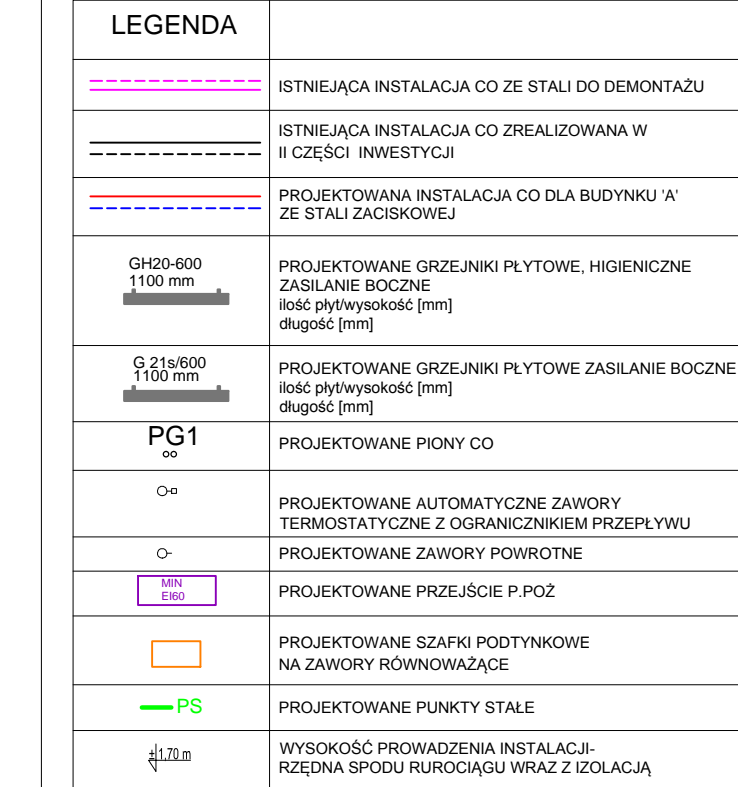 LEGENDA
ISTNIEJĄCA INSTALACJA CO ZE STALI DO DEMONTAŻU
ISTNIEJĄCA INSTALACJA CO ZREALIZOWANA W
II CZĘŚCI INWESTYCJI
PROJEKTOWANA INSTALACJA CO DLA BUDYNKU 'A'
ZE STALI ZACISKOWEJ
GH20-600
1100 mm
PROJEKTOWANE GRZEJNIKI PŁYTOWE, HIGIENICZNE
ZASILANIE BOCZNE
ilość płyt/wysokość [mm]
długość [mm]
G 21s/600
1100 mm
PROJEKTOWANE GRZEJNIKI PŁYTOWE ZASILANIE BOCZNE
ilość płyt/wysokość [mm]
długość [mm]
PG1
PROJEKTOWANE PIONY CO
PROJEKTOWANE AUTOMATYCZNE ZAWORY
TERMOSTATYCZNE Z OGRANICZNIKIEM PRZEPŁYWU
PROJEKTOWANE ZAWORY POWROTNE
MIN
EI60
PROJEKTOWANE PRZEJŚCIE P.POŻ
PROJEKTOWANE SZAFKI PODTYNKOWE
NA ZAWORY RÓWNOWAŻĄCE
PS
PROJEKTOWANE PUNKTY STAŁE
±1,70 m
WYSOKOŚĆ PROWADZENIA INSTALACJI-
RZĘDNA SPODU RUROCIĄGU WRAZ Z IZOLACJĄ